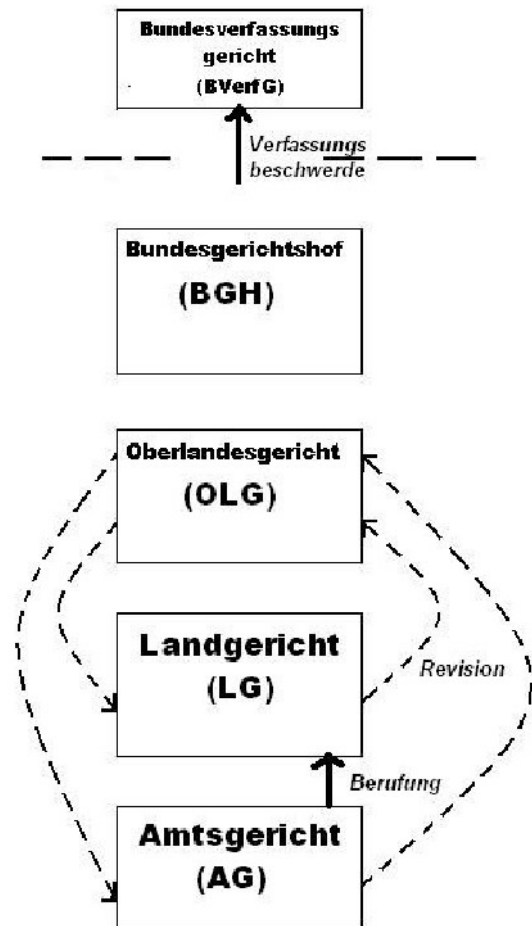 Bundesverfassungs
gericht
(BVerfG)
Verfassungs
beschwerde
Bundesgerichtshof
(BGH)
Oberlandesgericht
(OLG)
Landgericht
(LG)
Revision
Berufung
Amtsgericht
(AG)